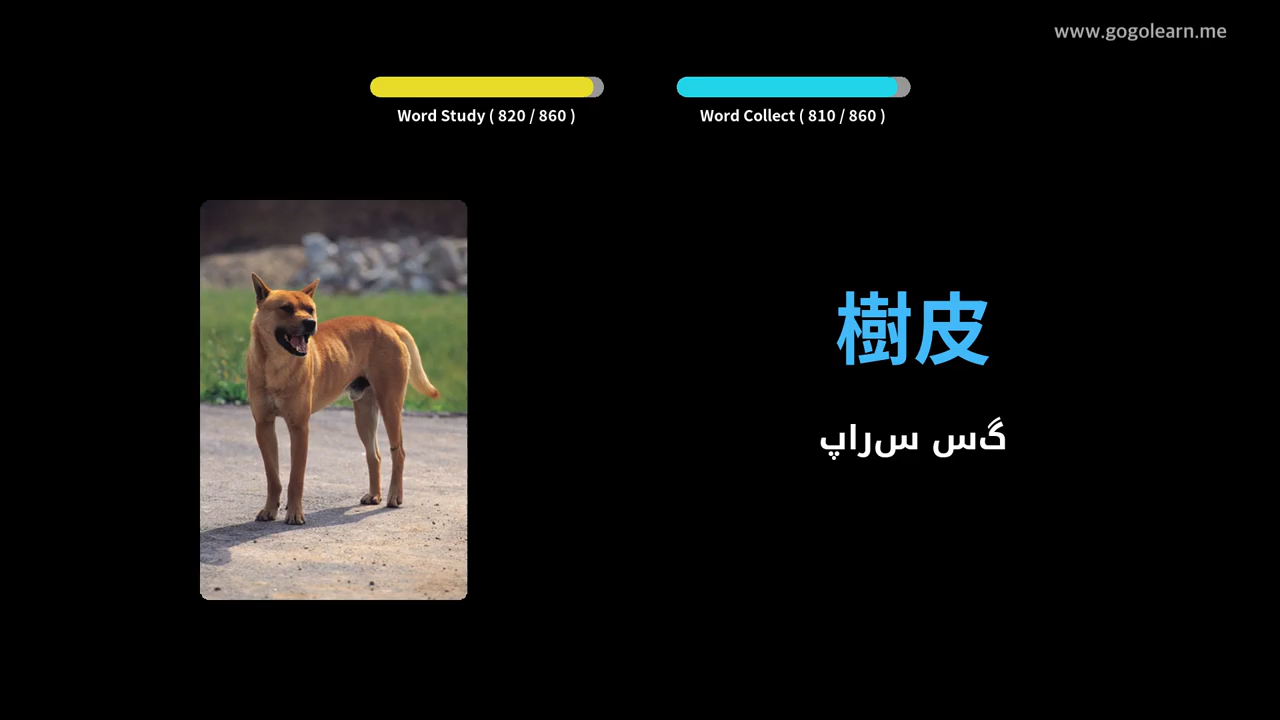 www.gogolearn.me
Word Study ( 820 / 860 )
Word Collect ( 810 / 860 )
樹皮
گس سراپ